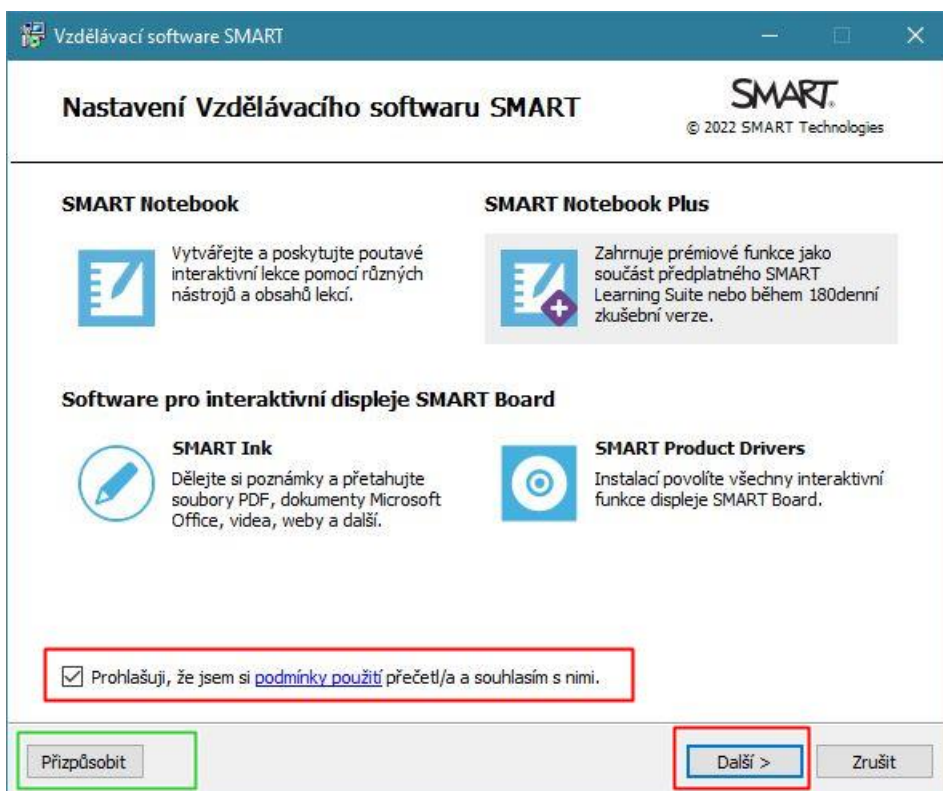 Vzdělávací software SMART
Nastavení Vzdělávacího softwaru SMART
SMART
© 2022 SMART Technologies
SMART Notebook
Vytvářejte a poskytujte poutavé
interaktivní lekce pomocí různých
nástrojů a obsahů lekcí.
SMART Notebook Plus
Zahrnuje prémiové funkce jako
součást předplatného SMART
Learning Suite nebo během 180denní
zkušební verze.
Software pro interaktivní displeje SMART Board
SMART Ink
Dělejte si poznámky a přetahujte
soubory PDF, dokumenty Microsoft
Office, videa, weby a další.
SMART Product Drivers
Instalací povolíte všechny interaktivní
funkce displeje SMART Board.
Prohlašuji, že jsem si podmínky použití přečetl/a a souhlasím s nimi.
Přizpůsobit
Další >
Zrušit